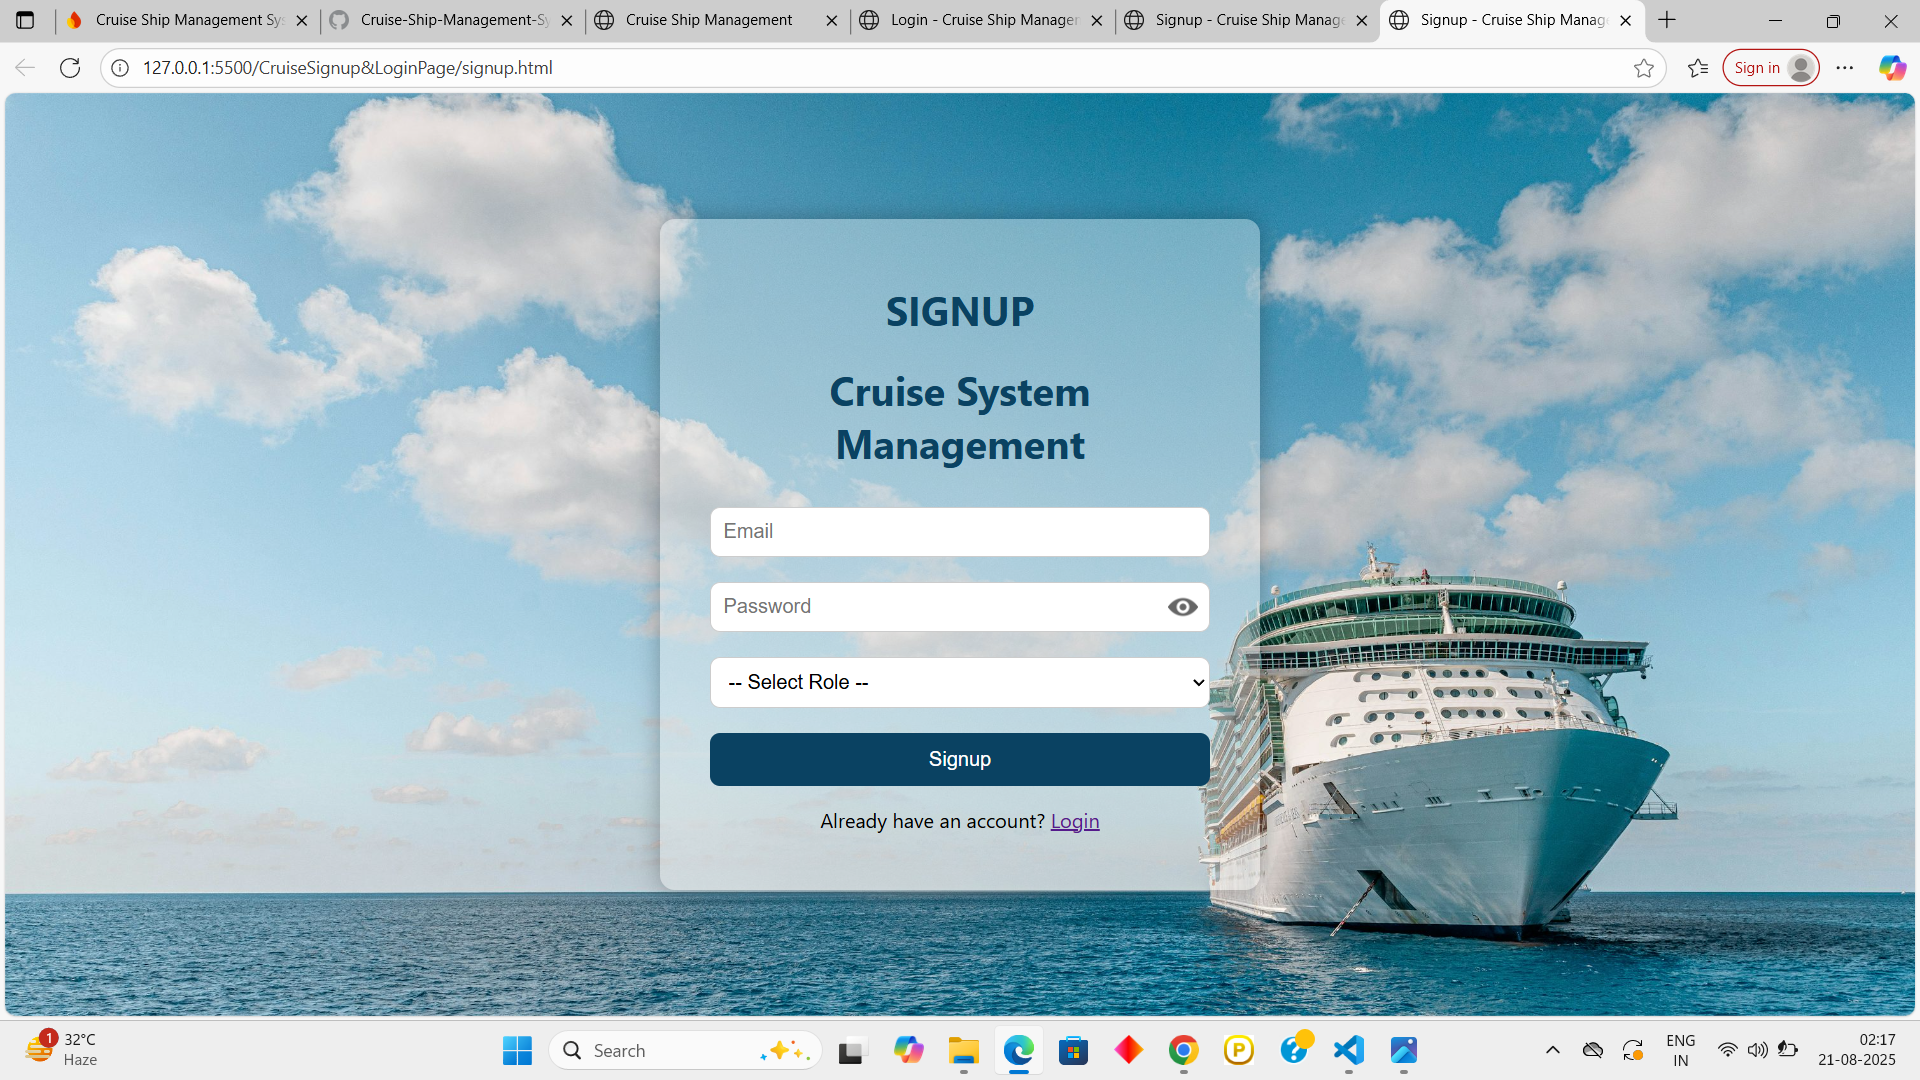 Cruise Ship Management Sy
Cruise-Ship-Management-Sy
Cruise Ship Management
Login - Cruise Ship Manager
Signup - Cruise Ship Manag
Signup - Cruise Ship Manag
127.0.0.1:5500/CruiseSignup&LoginPage/signup.html
Sign in
SIGNUP
Cruise System
Management
Email
Password
-- Select Role --
Signup
Already have an account? Login
1
32°C
Haze
Search
P
?
ENG
IN
02:17
21-08-2025